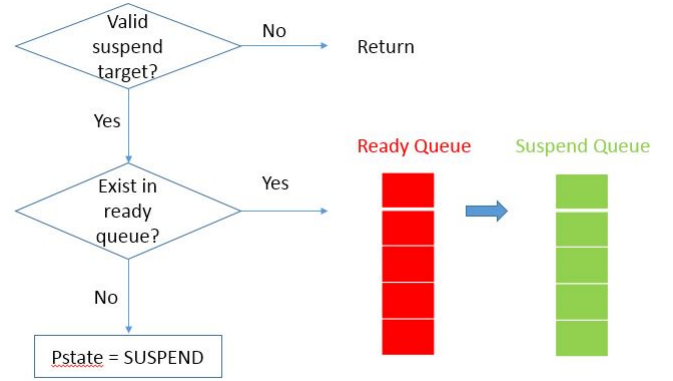 Valid
suspend
target?
No
Return
Yes
Ready Queue
Suspend Queue
Exist in
ready
queue?
Yes
No
Pstate = SUSPEND